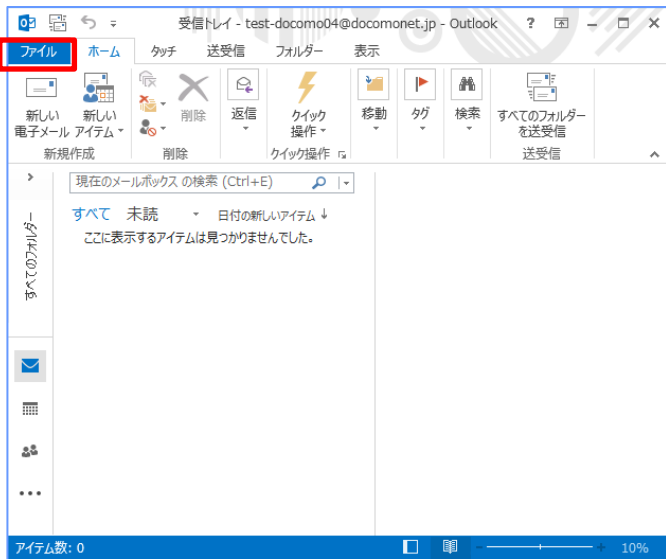 受信トレイ - test-docomo04@docomonet.jp - Outlook
ファイル ホーム タッチ 送受信 フォルダー 表示
新しい
電子メール
新しい
アイテム
削除
返信
クイック
操作
移動
タグ
検索
すべてのフォルダー
を送受信
新規作成 削除 クイック操作 送受信
現在のメールボックス の検索 (Ctrl+E)
すべて 未読 日付の新しいアイテム ↓
ここに表示するアイテムは見つかりませんでした。
すべてのフォルダー
アイテム数: 0 10%